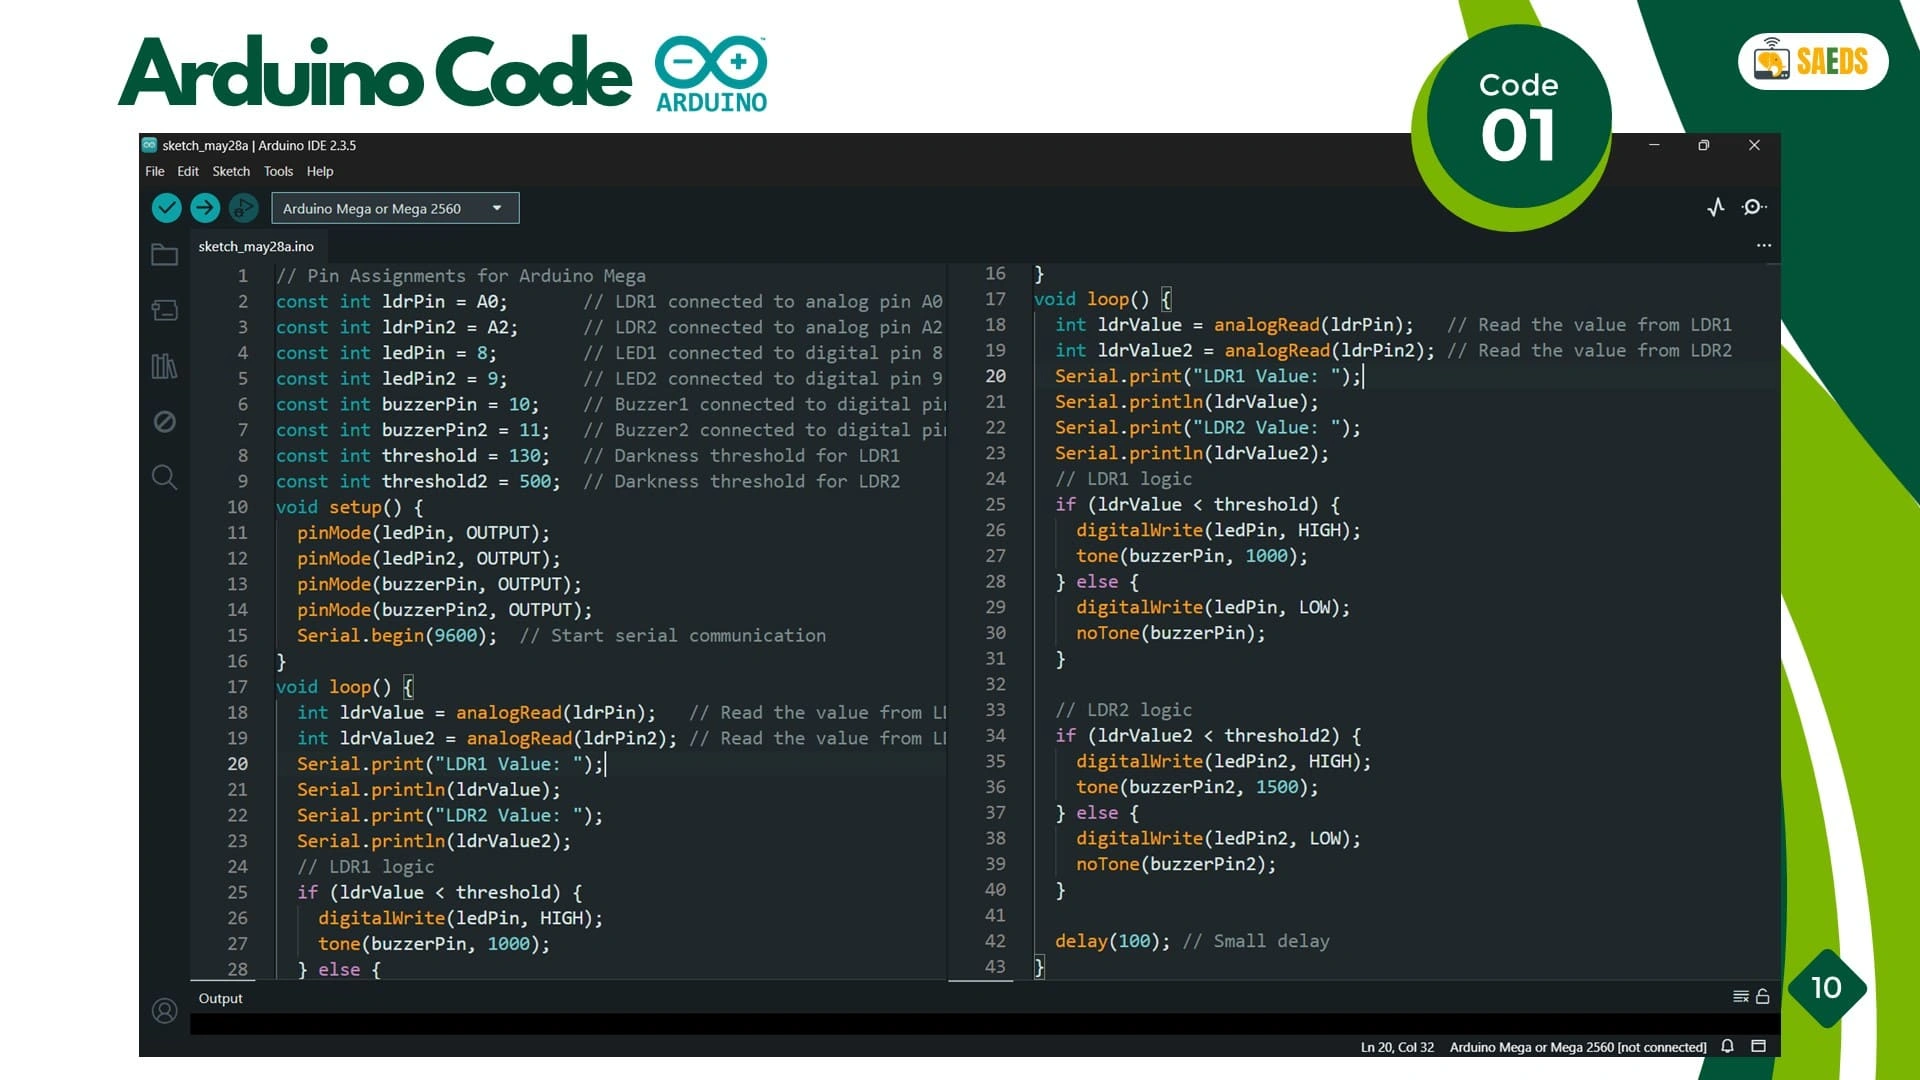 Arduino Code
ARDUINO
Code
01
SAEDS
sketch_may28a | Arduino IDE 2.3.5
File Edit Sketch Tools Help
Arduino Mega or Mega 2560
sketch_may28a.ino
1 // Pin Assignments for Arduino Mega
2 const int ldrPin = A0; // LDR1 connected to analog pin A0
3 const int ldrPin2 = A2; // LDR2 connected to analog pin A2
4 const int ledPin = 8; // LED1 connected to digital pin 8
5 const int ledPin2 = 9; // LED2 connected to digital pin 9
6 const int buzzerPin = 10; // Buzzer1 connected to digital
7 const int buzzerPin2 = 11; // Buzzer2 connected to digital
8 const int threshold = 130; // Darkness threshold for LDR1
9 const int threshold2 = 500; // Darkness threshold for LDR2
10 void setup() {
11 pinMode(ledPin, OUTPUT);
12 pinMode(ledPin2, OUTPUT);
13 pinMode(buzzerPin, OUTPUT);
14 pinMode(buzzerPin2, OUTPUT);
15 Serial.begin(9600); // Start serial communication
16 }
17 void loop() {
18 int ldrValue = analogRead(ldrPin); // Read the value from
19 int ldrValue2 = analogRead(ldrPin2); // Read the value from
20 Serial.print("LDR1 Value: ");
21 Serial.println(ldrValue);
22 Serial.print("LDR2 Value: ");
23 Serial.println(ldrValue2);
24 // LDR1 logic
25 if (ldrValue < threshold) {
26 digitalWrite(ledPin, HIGH);
27 tone(buzzerPin, 1000);
28 } else {
16 }
17 void loop() {
18 int ldrValue = analogRead(ldrPin); // Read the value from LDR1
19 int ldrValue2 = analogRead(ldrPin2); // Read the value from LDR2
20 Serial.print("LDR1 Value: ");
21 Serial.println(ldrValue);
22 Serial.print("LDR2 Value: ");
23 Serial.println(ldrValue2);
24 // LDR1 logic
25 if (ldrValue < threshold) {
26 digitalWrite(ledPin, HIGH);
27 tone(buzzerPin, 1000);
28 } else {
29 digitalWrite(ledPin, LOW);
30 noTone(buzzerPin);
31 }
32
33 // LDR2 logic
34 if (ldrValue2 < threshold2) {
35 digitalWrite(ledPin2, HIGH);
36 tone(buzzerPin2, 1500);
37 } else {
38 digitalWrite(ledPin2, LOW);
39 noTone(buzzerPin2);
40 }
41
42 delay(100); // Small delay
43 }
Output
Ln 20, Col 32 Arduino Mega or Mega 2560 [not connected]
10